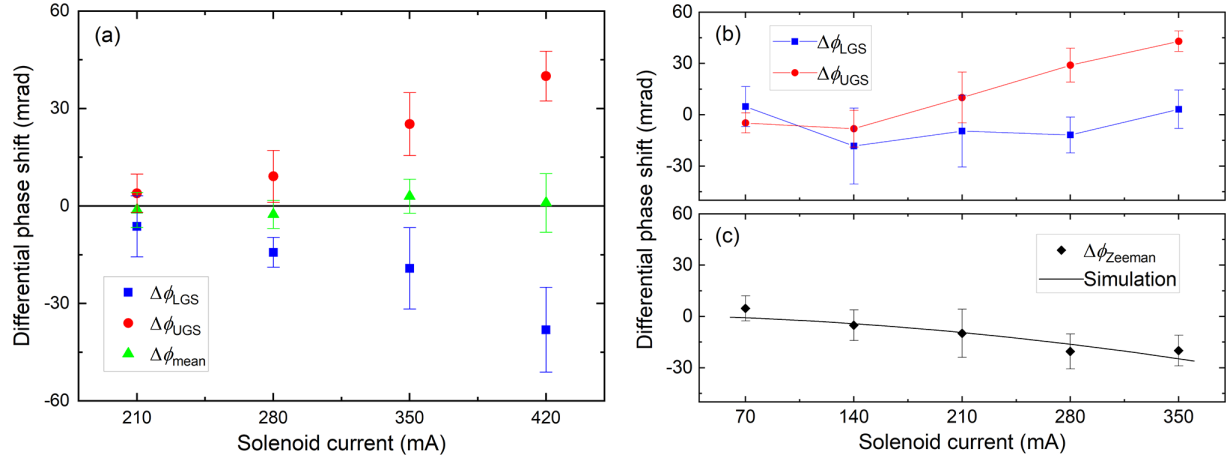 (a)
60
30
0
-30
-60
Differential phase shift (mrad)
Δϕ_LGS
Δϕ_UGS
Δϕ_mean
210 280 350 420
Solenoid current (mA)
(b)
60
30
0
-30
Δϕ_LGS
Δϕ_UGS
Differential phase shift (mrad)
(c)
60
30
0
-30
Δϕ_Zeeman
Simulation
70 140 210 280 350
Solenoid current (mA)